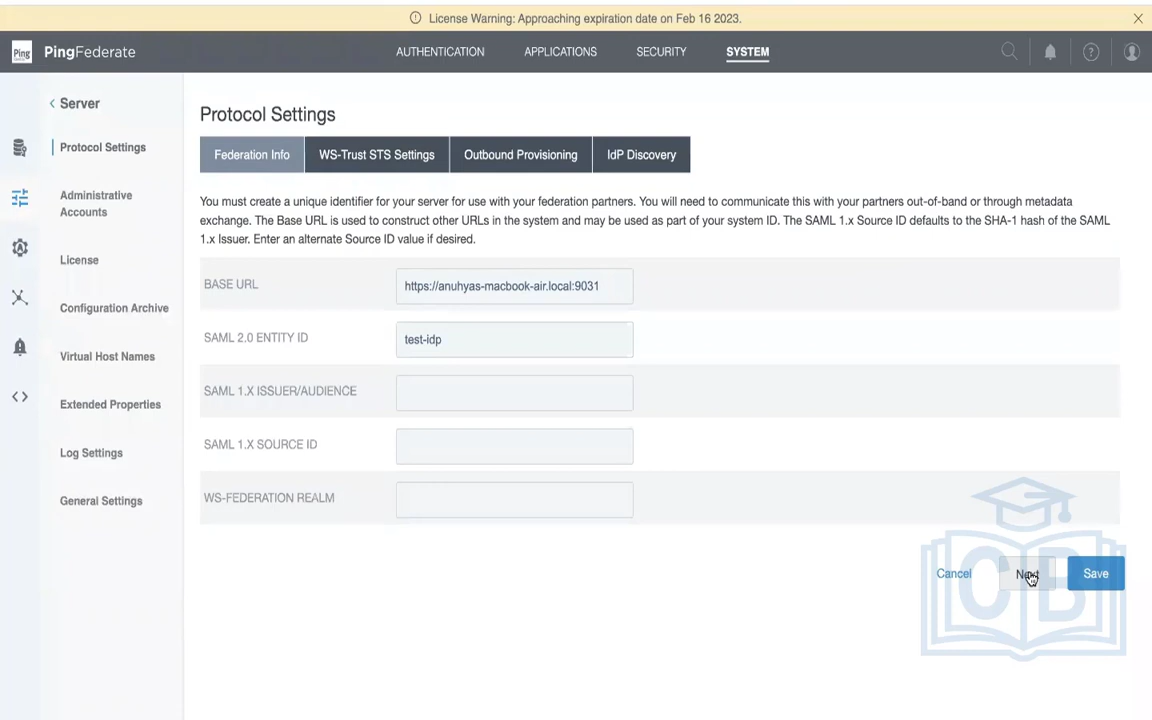 License Warning: Approaching expiration date on Feb 16 2023.
Ping PingFederate AUTHENTICATION APPLICATIONS SECURITY SYSTEM
Server
Protocol Settings
Administrative
Accounts
License
Configuration Archive
Virtual Host Names
Extended Properties
Log Settings
General Settings
Protocol Settings
Federation Info WS-Trust STS Settings Outbound Provisioning IdP Discovery
You must create a unique identifier for your server for use with your federation partners. You will need to communicate this with your partners out-of-band or through metadata
exchange. The Base URL is used to construct other URLs in the system and may be used as part of your system ID. The SAML 1.x Source ID defaults to the SHA-1 hash of the SAML
1.x Issuer. Enter an alternate Source ID value if desired.
BASE URL https://anuhyas-macbook-air.local:9031
SAML 2.0 ENTITY ID test-idp
SAML 1.X ISSUER/AUDIENCE
SAML 1.X SOURCE ID
WS-FEDERATION REALM
Cancel Next Save
CB